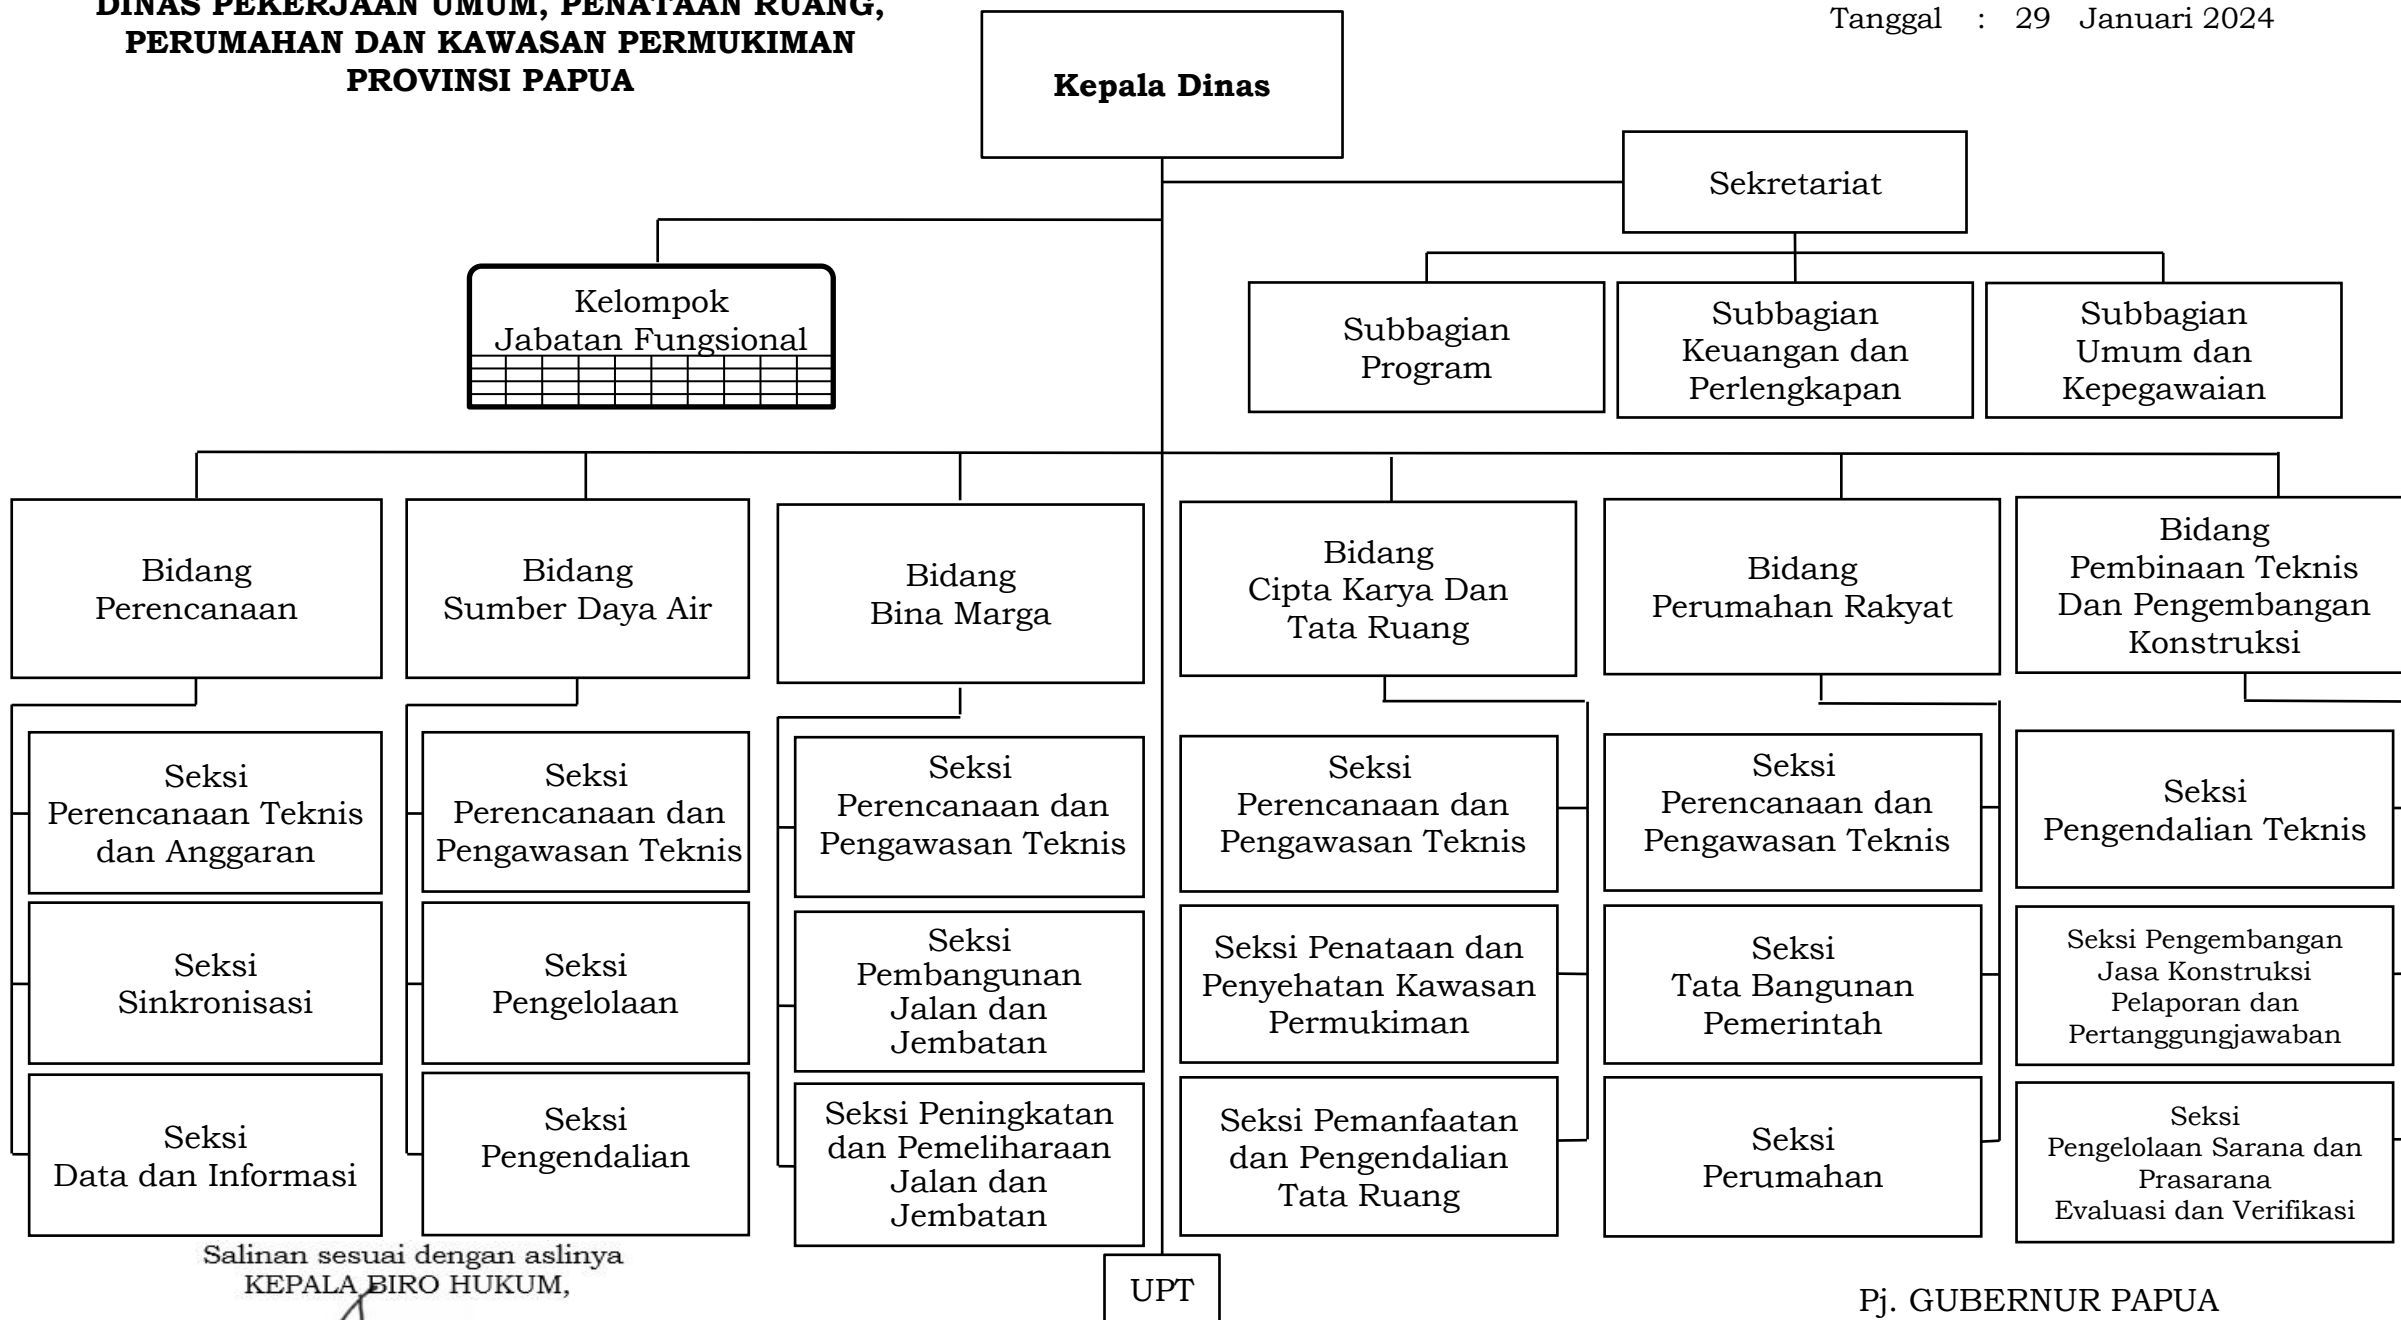 DINAS PEKERJAAN UMUM, PENATAAN RUANG,
PERUMAHAN DAN KAWASAN PERMUKIMAN
PROVINSI PAPUA
Tanggal : 29 Januari 2024
Kepala Dinas
Sekretariat
Kelompok
Jabatan Fungsional
Subbagian
Program
Subbagian
Keuangan dan
Perlengkapan
Subbagian
Umum dan
Kepegawaian
Bidang
Perencanaan
Bidang
Sumber Daya Air
Bidang
Bina Marga
Bidang
Cipta Karya Dan
Tata Ruang
Bidang
Perumahan Rakyat
Bidang
Pembinaan Teknis
Dan Pengembangan
Konstruksi
Seksi
Perencanaan Teknis
dan Anggaran
Seksi
Perencanaan dan
Pengawasan Teknis
Seksi
Perencanaan dan
Pengawasan Teknis
Seksi
Perencanaan dan
Pengawasan Teknis
Seksi
Perencanaan dan
Pengawasan Teknis
Seksi
Pengendalian Teknis
Seksi
Sinkronisasi
Seksi
Pengelolaan
Seksi
Pembangunan
Jalan dan
Jembatan
Seksi Penataan dan
Penyehatan Kawasan
Permukiman
Seksi
Tata Bangunan
Pemerintah
Seksi Pengembangan
Jasa Konstruksi
Pelaporan dan
Pertanggungjawaban
Seksi
Data dan Informasi
Seksi
Pengendalian
Seksi Peningkatan
dan Pemeliharaan
Jalan dan
Jembatan
Seksi Pemanfaatan
dan Pengendalian
Tata Ruang
Seksi
Perumahan
Seksi
Pengelolaan Sarana dan
Prasarana
Evaluasi dan Verifikasi
Salinan sesuai dengan aslinya
KEPALA BIRO HUKUM,
UPT
Pj. GUBERNUR PAPUA